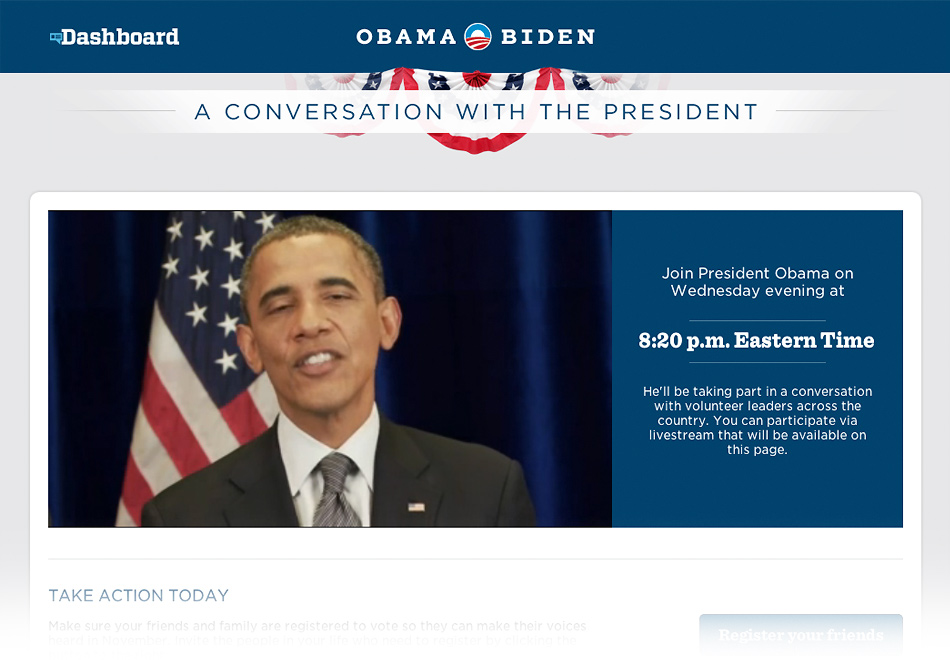 Dashboard
OBAMA BIDEN
A CONVERSATION WITH THE PRESIDENT
Join President Obama on
Wednesday evening at
8:20 p.m. Eastern Time
He'll be taking part in a conversation
with volunteer leaders across the
country. You can participate via
livestream that will be available on
this page.
TAKE ACTION TODAY
Make sure your friends and family are registered to vote so they can make their voices
heard in November. Invite the people in your life who need to register by clicking the
Register your friends